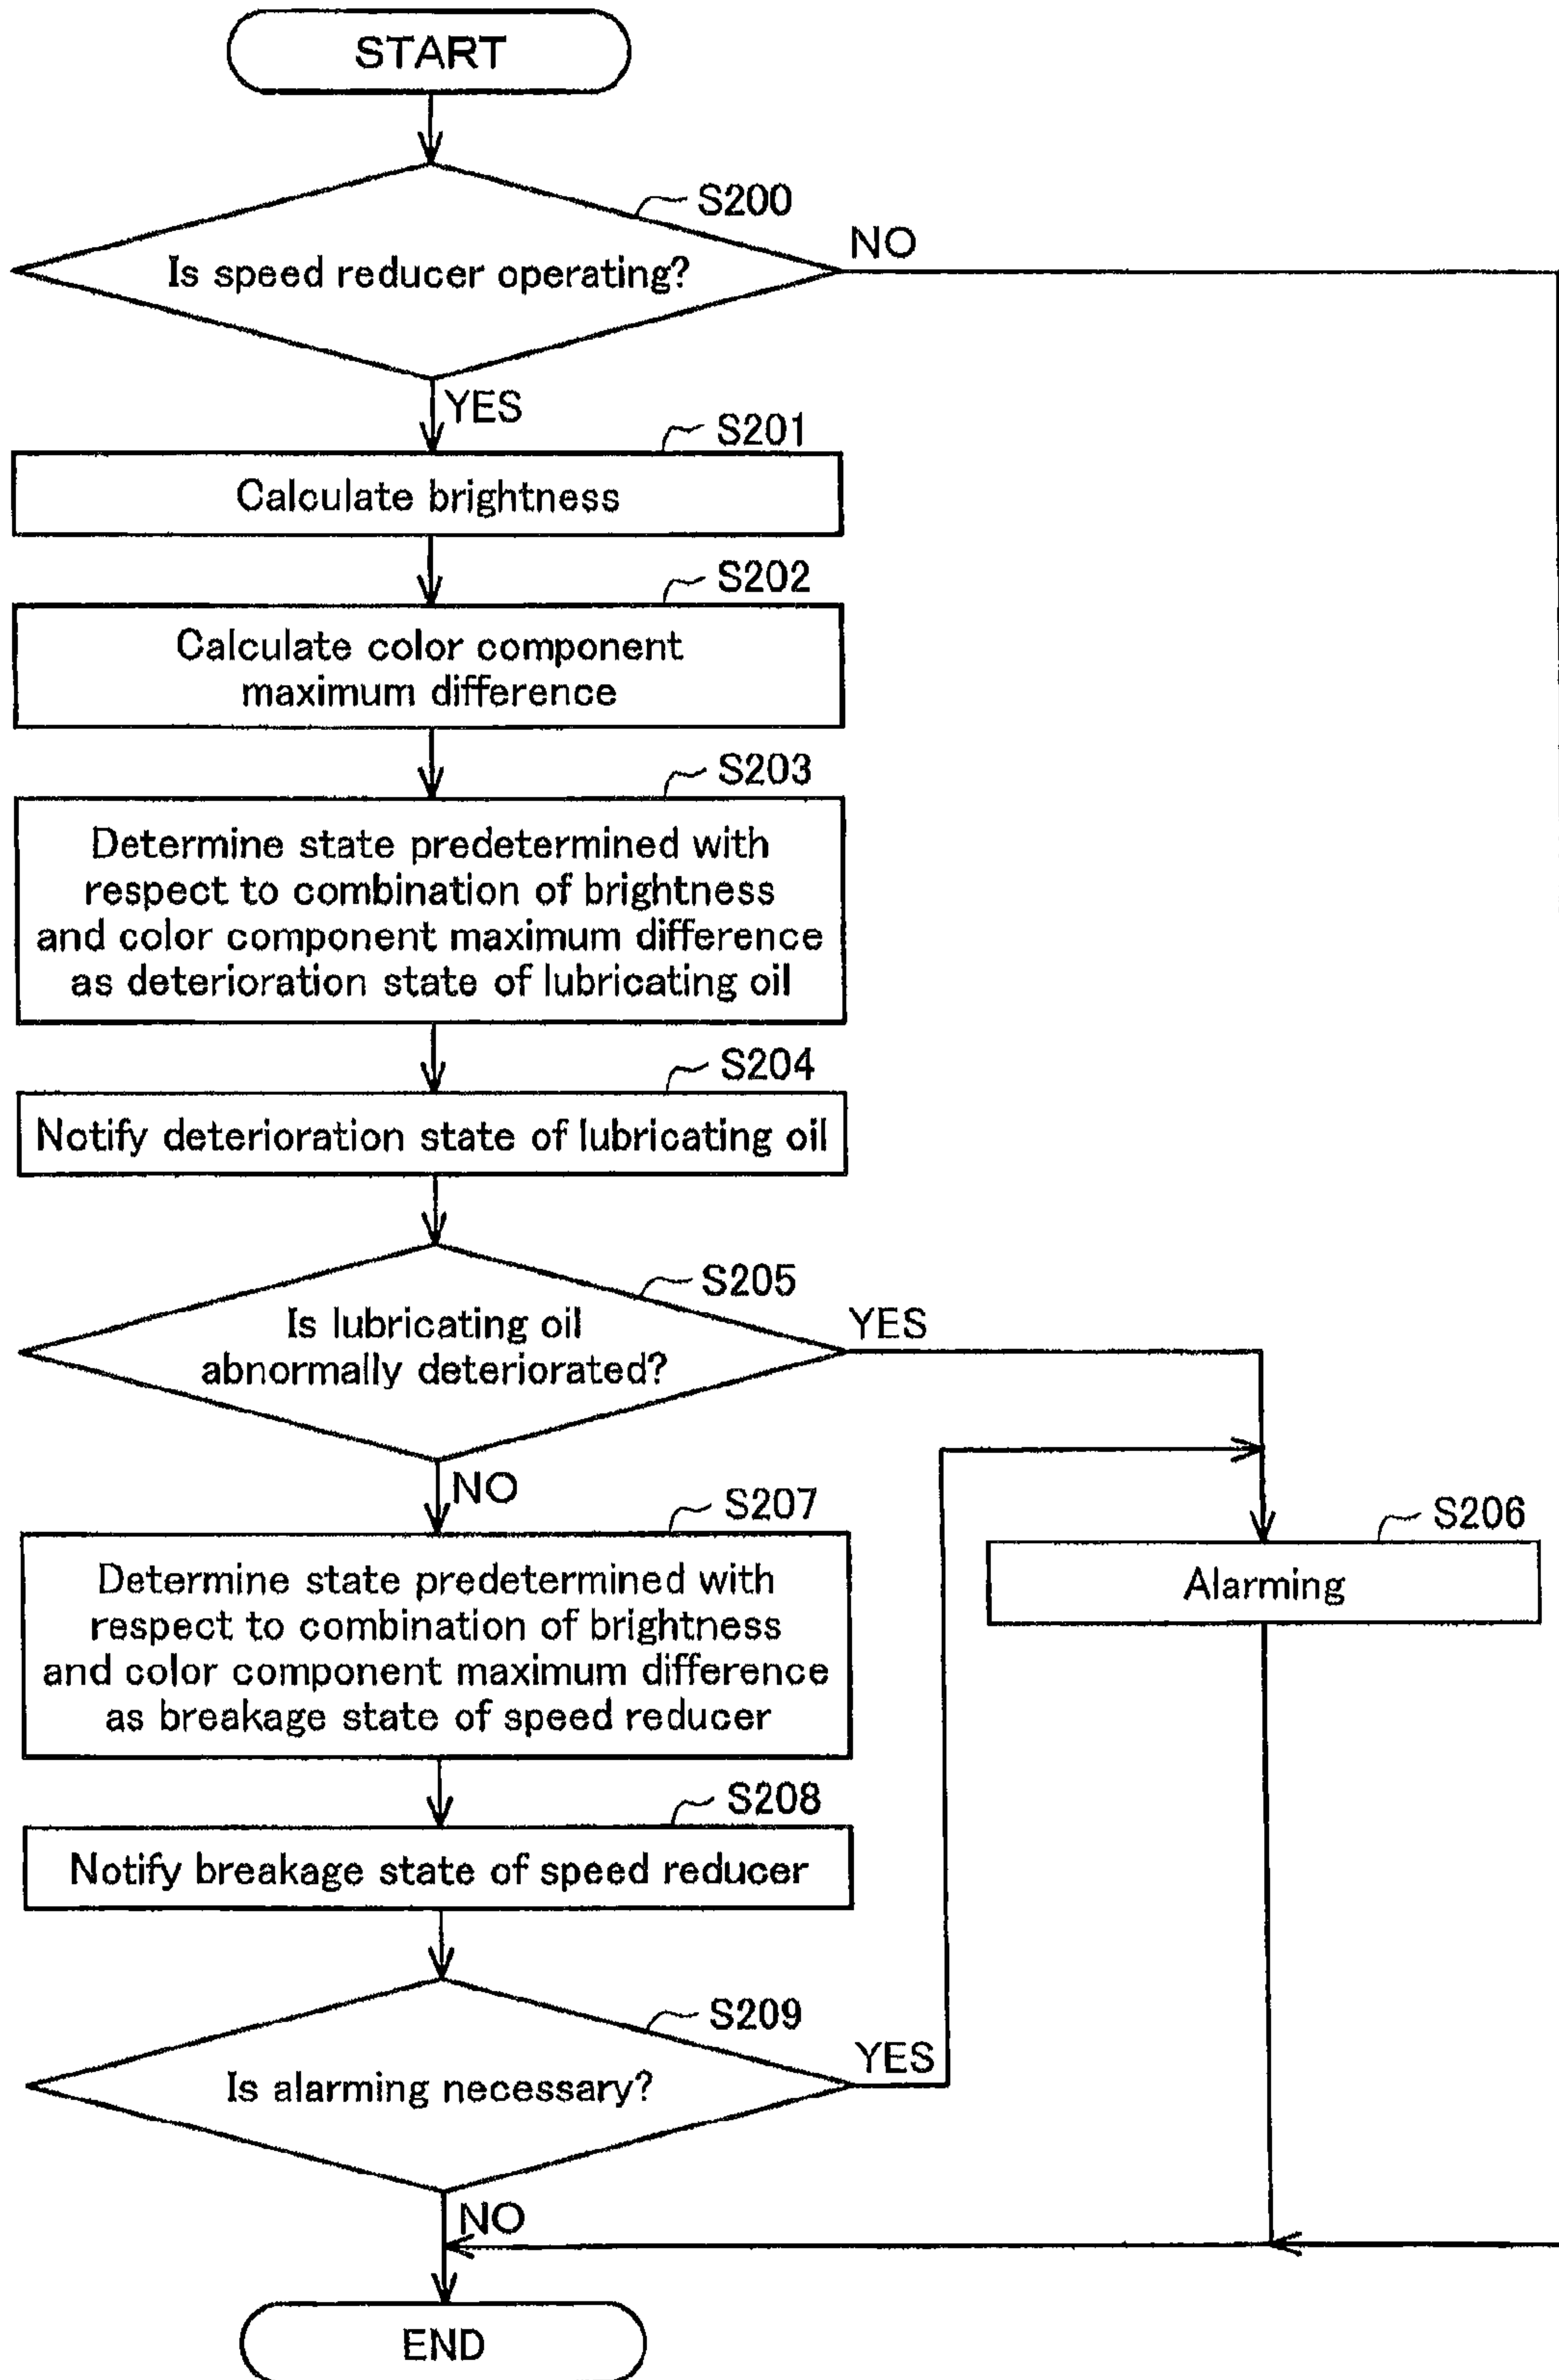 START
S200
Is speed reducer operating?
NO
YES
S201
Calculate brightness
S202
Calculate color component
maximum difference
S203
Determine state predetermined with
respect to combination of brightness
and color component maximum difference
as deterioration state of lubricating oil
S204
Notify deterioration state of lubricating oil
S205
Is lubricating oil
abnormally deteriorated?
YES
NO
S207
Determine state predetermined with
respect to combination of brightness
and color component maximum difference
as breakage state of speed reducer
S206
Alarming
S208
Notify breakage state of speed reducer
S209
Is alarming necessary?
YES
NO
END